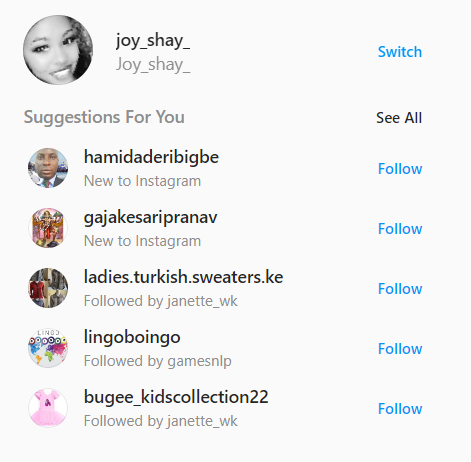 joy_shay_
Joy_shay_
Switch
Suggestions For You
See All
hamidaderibigbe
New to Instagram
Follow
gajakesaripranav
New to Instagram
Follow
ladies.turkish.sweaters.ke
Followed by janette_wk
Follow
LINGO
lingoboingo
Followed by gamesnlp
Follow
bugee_kidscollection22
Followed by janette_wk
Follow